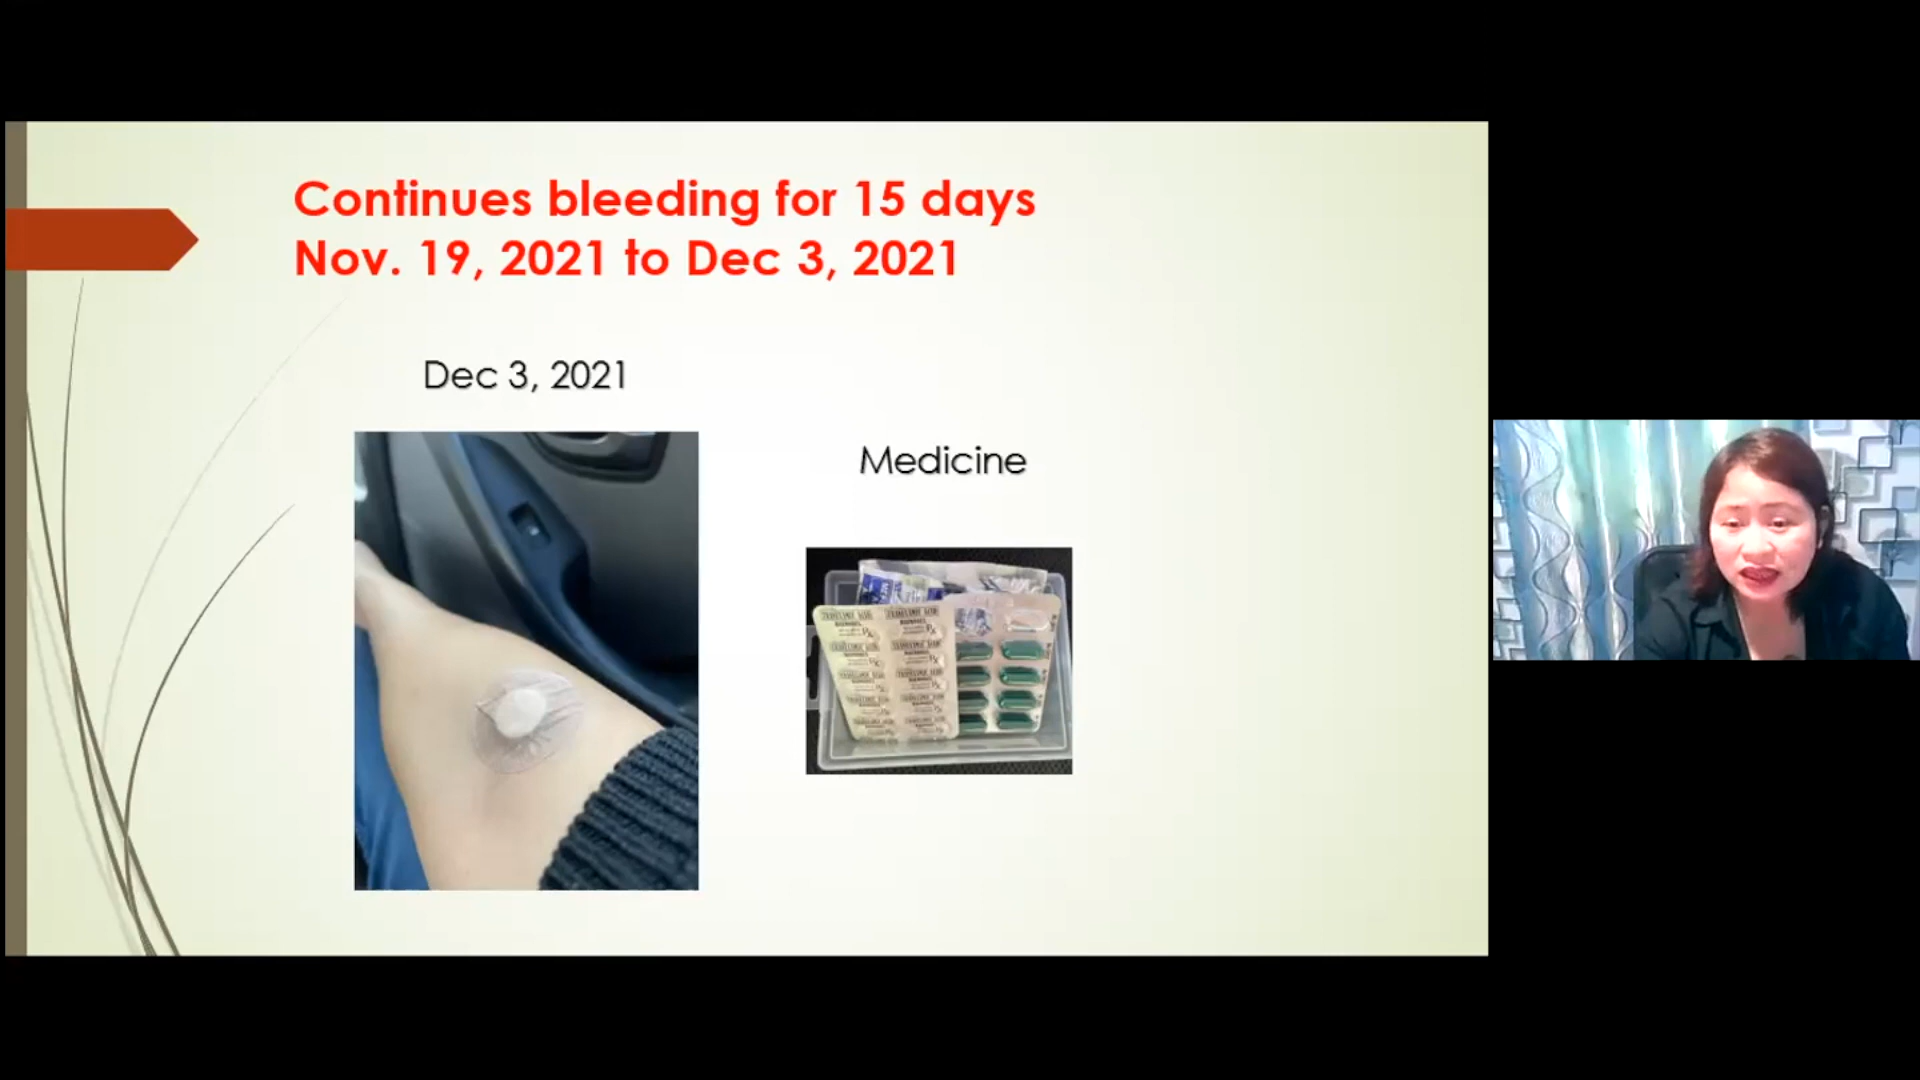 Continues bleeding for 15 days
Nov. 19, 2021 to Dec 3, 2021
Dec 3, 2021
Medicine